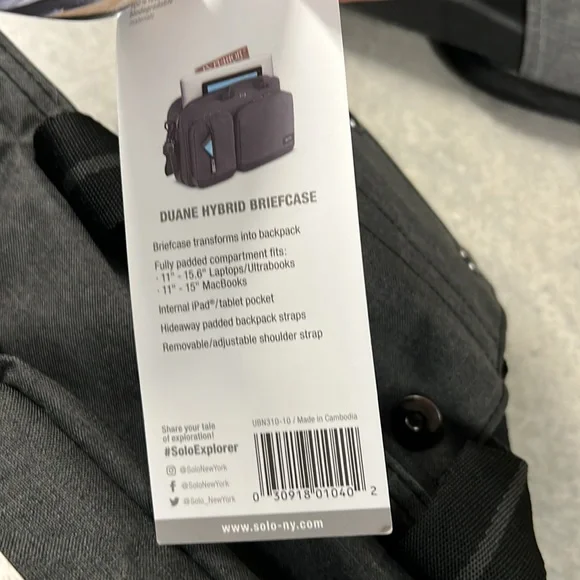 biodegradable
materials
DUANE HYBRID BRIEFCASE
Briefcase transforms into backpack
Fully padded compartment fits:
· 11" - 15.6" Laptops/Ultrabooks
· 11" - 15" MacBooks
Internal iPad®/tablet pocket
Hideaway padded backpack straps
Removable/adjustable shoulder strap
Share your tale
of exploration!
#SoloExplorer
@SoloNewYork
@SoloNewYork
@Solo_NewYork
UBN310-10 / Made in Cambodia
0 30918 01040 2
www.solo-ny.com